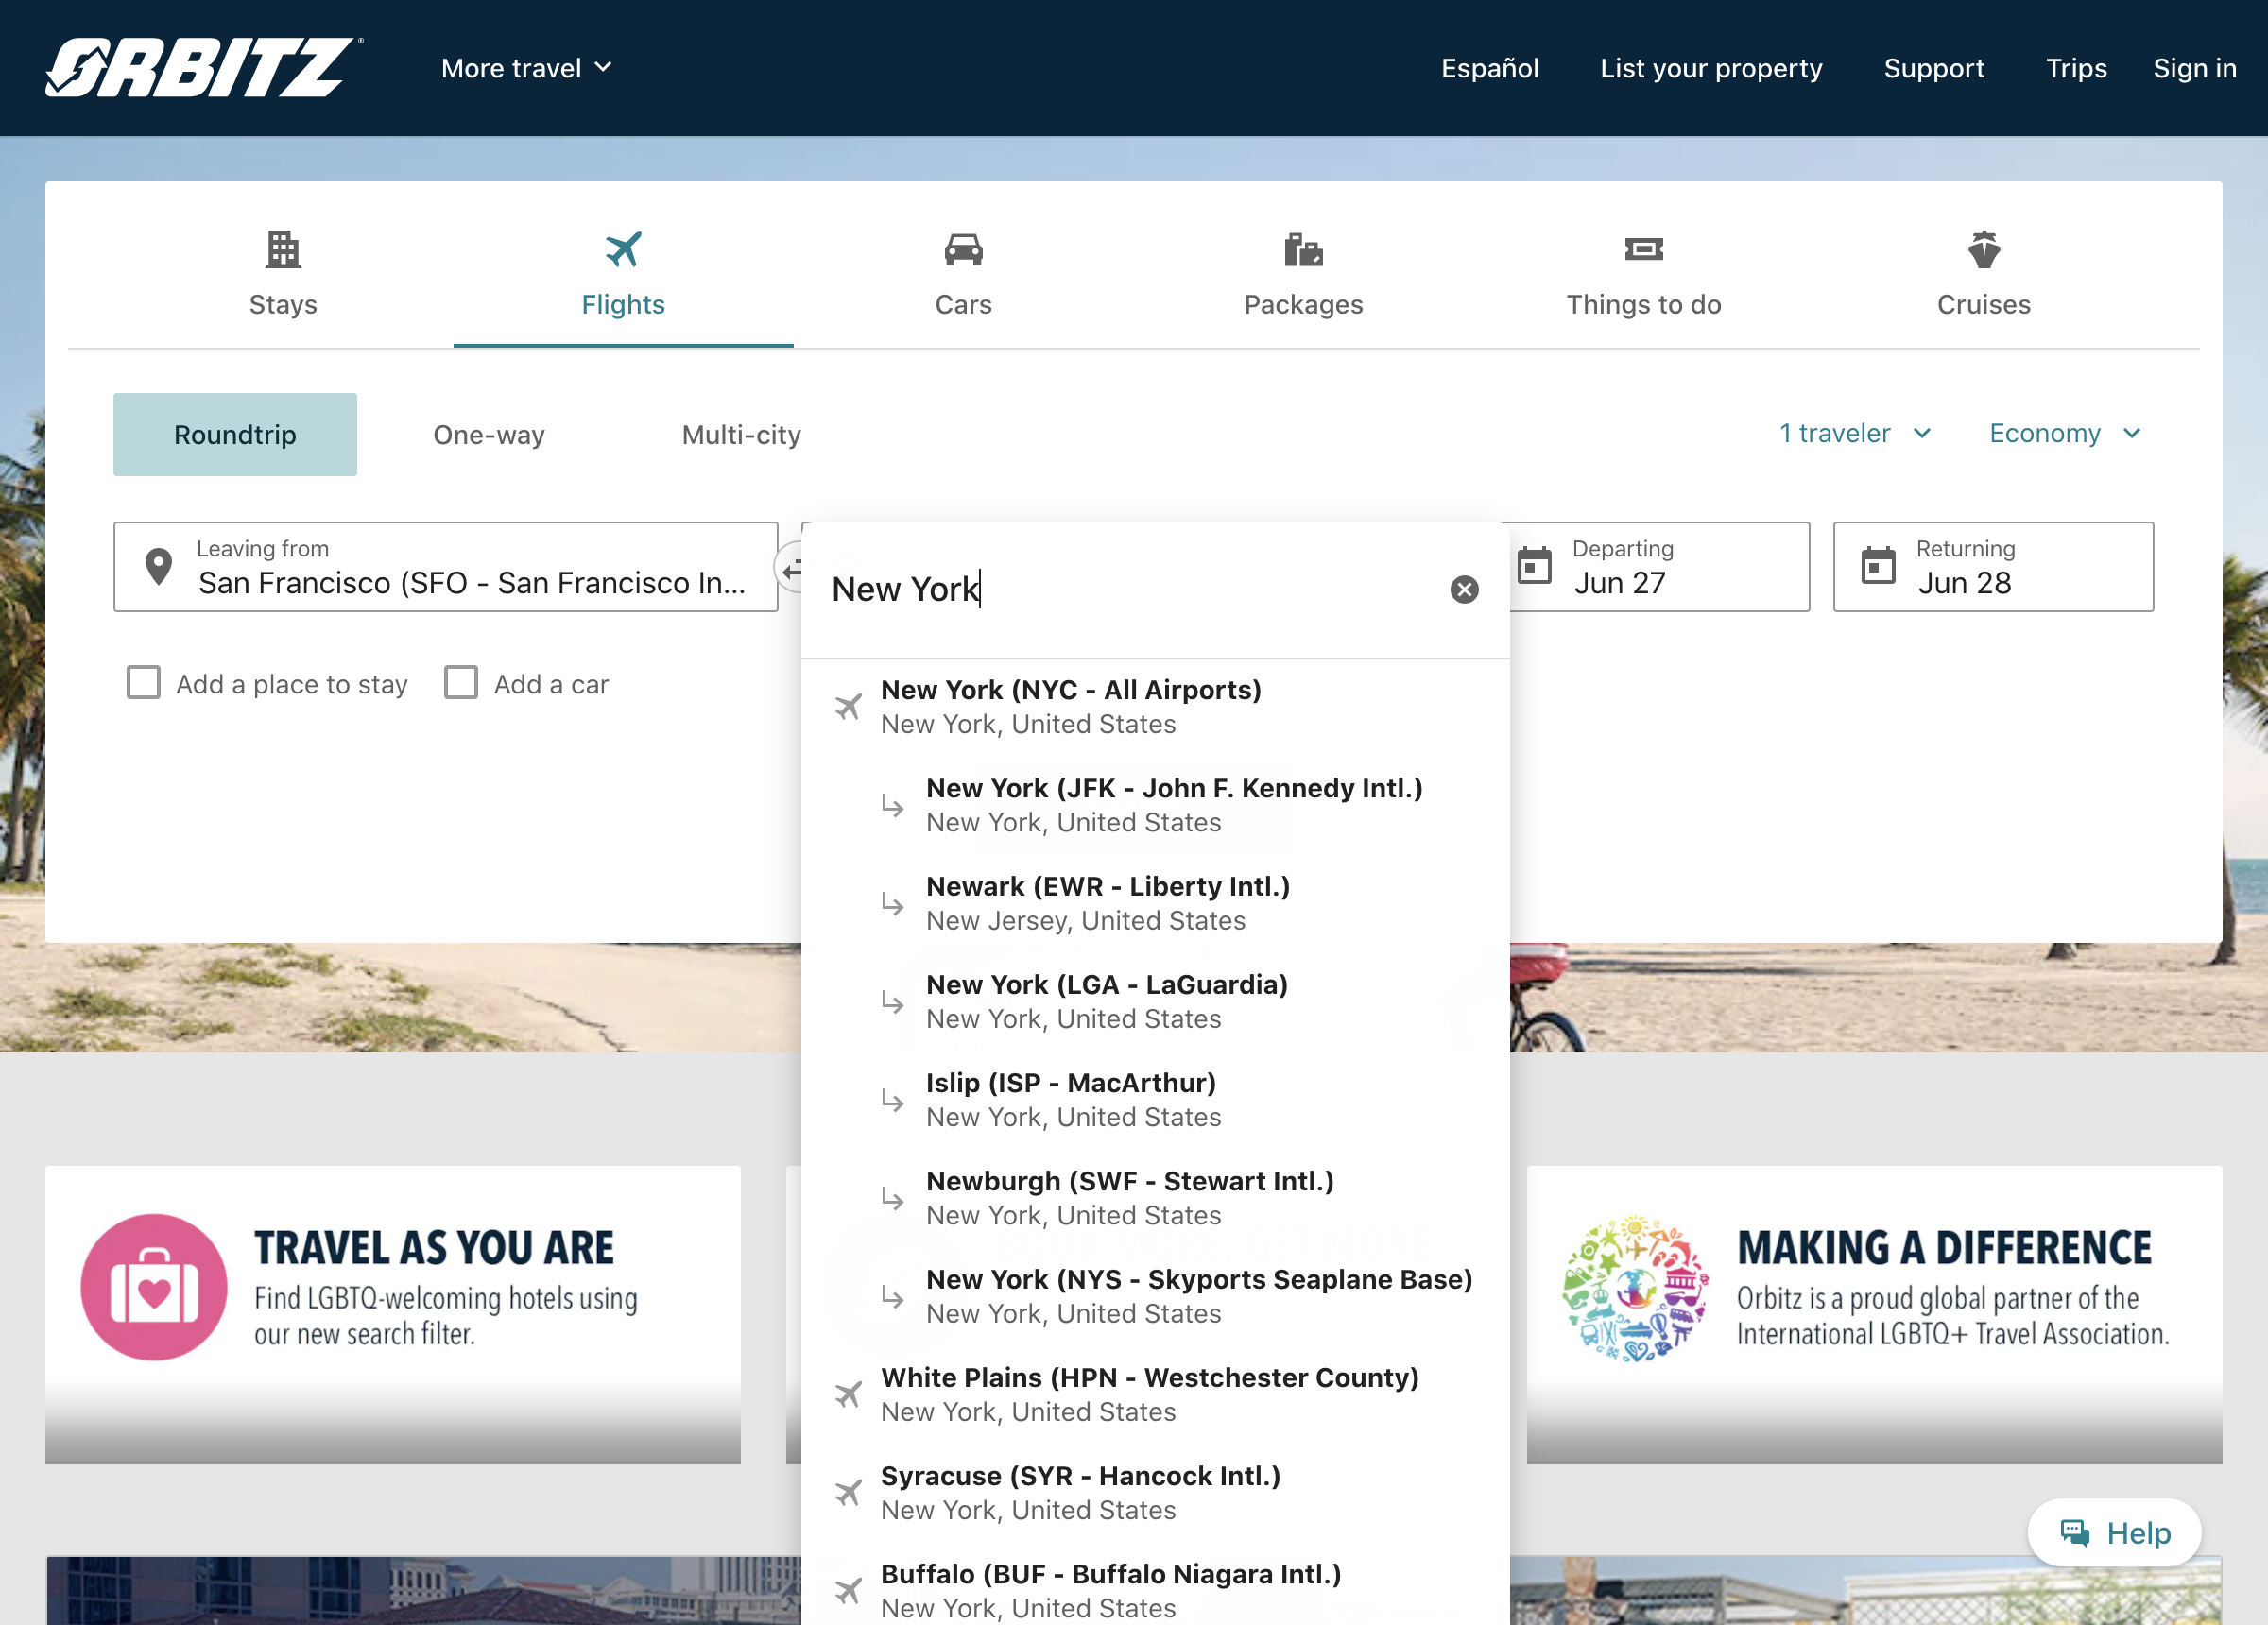 ORBITZ
More travel
Español
List your property
Support
Trips
Sign in
Stays
Flights
Cars
Packages
Things to do
Cruises
Roundtrip
One-way
Multi-city
1 traveler
Economy
Leaving from
San Francisco (SFO - San Francisco In...
New York
Departing
Jun 27
Returning
Jun 28
Add a place to stay
Add a car
New York (NYC - All Airports)
New York, United States
New York (JFK - John F. Kennedy Intl.)
New York, United States
Newark (EWR - Liberty Intl.)
New Jersey, United States
New York (LGA - LaGuardia)
New York, United States
Islip (ISP - MacArthur)
New York, United States
Newburgh (SWF - Stewart Intl.)
New York, United States
New York (NYS - Skyports Seaplane Base)
New York, United States
White Plains (HPN - Westchester County)
New York, United States
Syracuse (SYR - Hancock Intl.)
New York, United States
Buffalo (BUF - Buffalo Niagara Intl.)
New York, United States
TRAVEL AS YOU ARE
Find LGBTQ-welcoming hotels using
our new search filter.
MAKING A DIFFERENCE
Orbitz is a proud global partner of the
International LGBTQ+ Travel Association.
Help